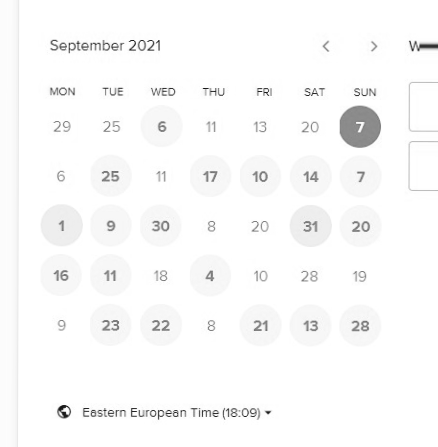 September 2021 < >
MON TUE WED THU FRI SAT SUN
29 25 6 11 13 20 7
6 25 11 17 10 14 7
1 9 30 8 20 31 20
16 11 18 4 10 28 19
9 23 22 8 21 13 28
Eastern European Time (18:09)